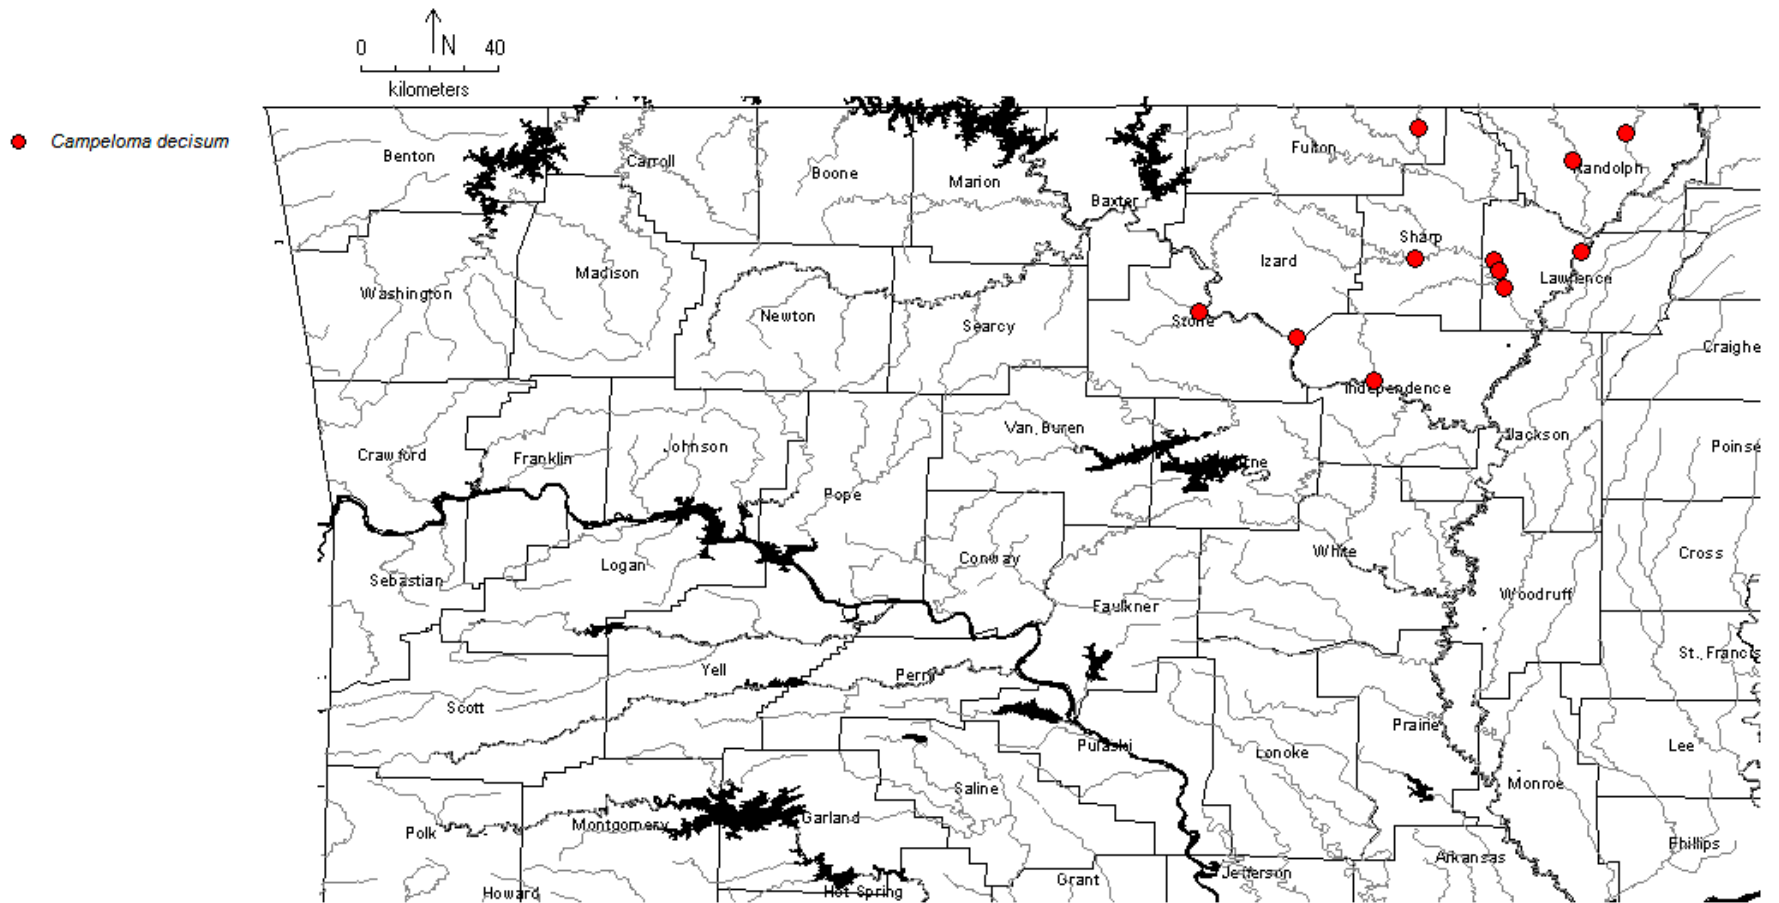 0 N 40
kilometers
Campeloma decisum
Benton
Carroll
Boone
Marion
Baxter
Fulton
Randolph
Sharp
Izard
Lawrence
Washington
Madison
Newton
Searcy
Stone
Independence
Craighe
Crawford
Franklin
Johnson
Pope
Van Buren
Jackson
Poinse
Sebastian
Logan
Conway
Faulkner
White
Woodruff
Cross
Scott
Yell
Perry
St. Francis
Pulaski
Lonoke
Prairie
Lee
Polk
Montgomery
Garland
Saline
Monroe
Howard
Hot Spring
Grant
Jefferson
Arkansas
Phillips